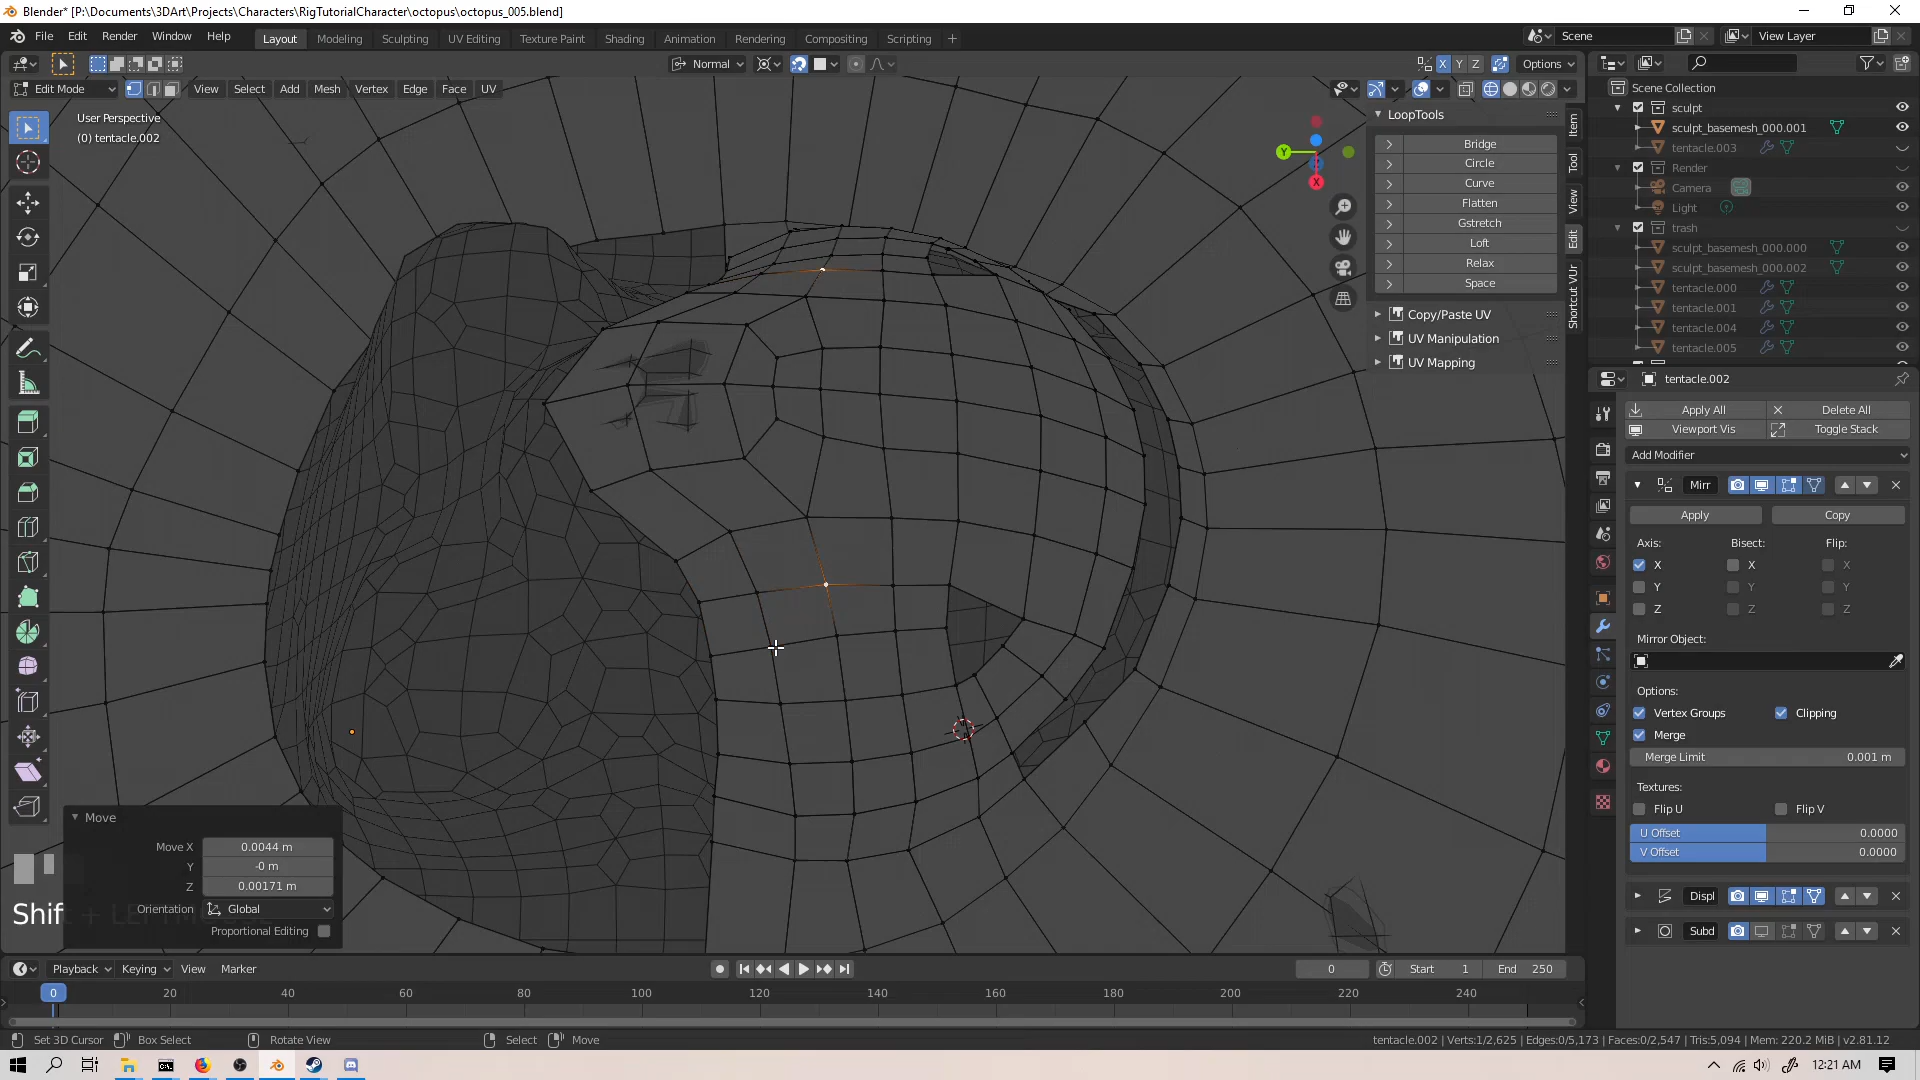 Blender* [P:\Documents\3DArt\Projects\Characters\RigTutorialCharacter\octopus\octopus_005.blend]
File Edit Render Window Help Layout Modeling Sculpting UV Editing Texture Paint Shading Animation Rendering Compositing Scripting + Scene View Layer
Normal X Y Z Options
Edit Mode View Select Add Mesh Vertex Edge Face UV
User Perspective
(0) tentacle.002
LoopTools
Bridge
Circle
Curve
Flatten
Gstretch
Loft
Relax
Space
Copy/Paste UV
UV Manipulation
UV Mapping
Item
Tool
View
Edit
Shortcut VUr
Y
X
Scene Collection
sculpt
sculpt_basemesh_000.001
tentacle.003
Render
Camera
Light
trash
sculpt_basemesh_000.000
sculpt_basemesh_000.002
tentacle.000
tentacle.001
tentacle.004
tentacle.005
tentacle.002
Apply All Delete All
Viewport Vis Toggle Stack
Add Modifier
Mirr
Apply Copy
Axis: Bisect: Flip:
X X X
Y Y Y
Z Z Z
Mirror Object:
Options:
Vertex Groups Clipping
Merge
Merge Limit 0.001 m
Textures:
Flip U Flip V
U Offset 0.0000
V Offset 0.0000
Displ
Subd
Move
Move X 0.0044 m
Y -0 m
Z 0.00171 m
Orientation Global
Proportional Editing
Shift + LEFTMOUSE
Playback Keying View Marker 0 Start 1 End 250
0 20 40 60 80 100 120 140 160 180 200 220 240
Set 3D Cursor Box Select Rotate View Select Move tentacle.002 | Verts:1/2,625 | Edges:0/5,173 | Faces:0/2,547 | Tris:5,094 | Mem: 220.2 MiB | v2.81.12
12:21 AM